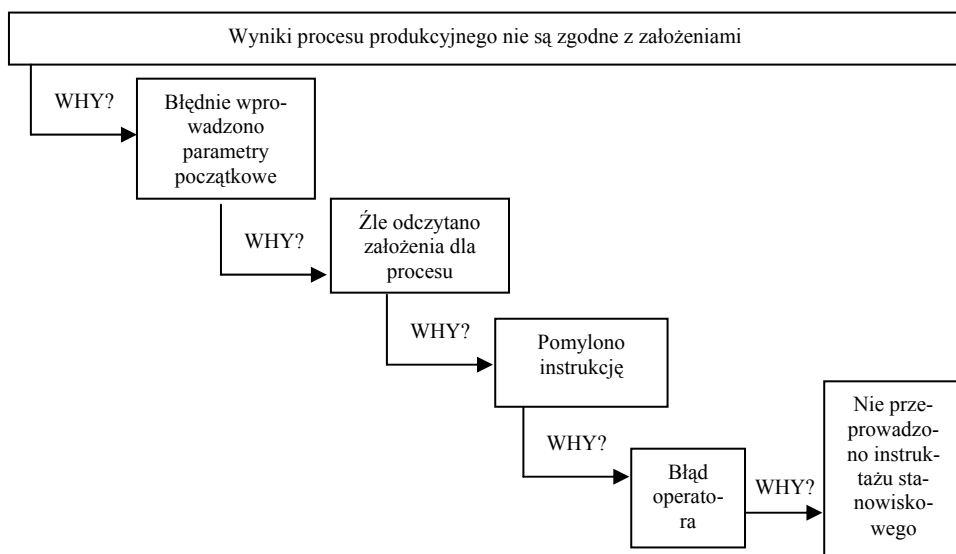 Wyniki procesu produkcyjnego nie są zgodne z założeniami
WHY?
Błędnie wpro-
wadzono
parametry
początkowe
WHY?
Źle odczytano
założenia dla
procesu
WHY?
Pomylono
instrukcję
WHY?
Błąd
operato-
ra
WHY?
Nie prze-
prowadzo-
no instruk-
tażu sta-
nowisko-
wego